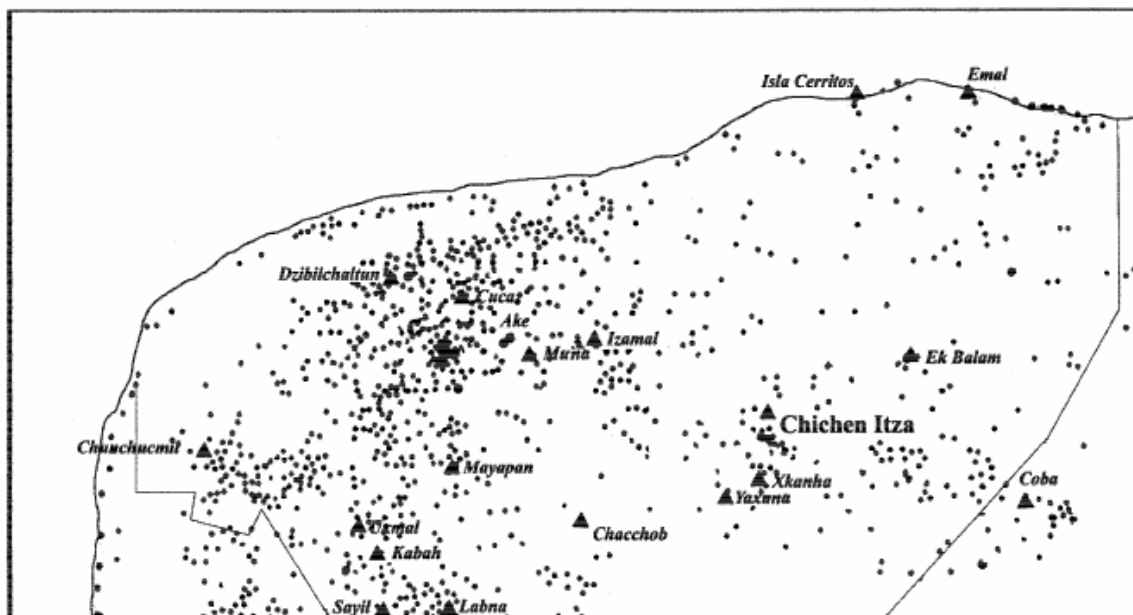 Isla Cerritos
Emal
Dzibilchaltun
Cuca
Ake
Muna
Izamal
Ek Balam
Chichen Itza
Chunchucmil
Mayapan
Xkanha
Yaxuna
Coba
Uxmal
Chacchob
Kabah
Sayil
Labna